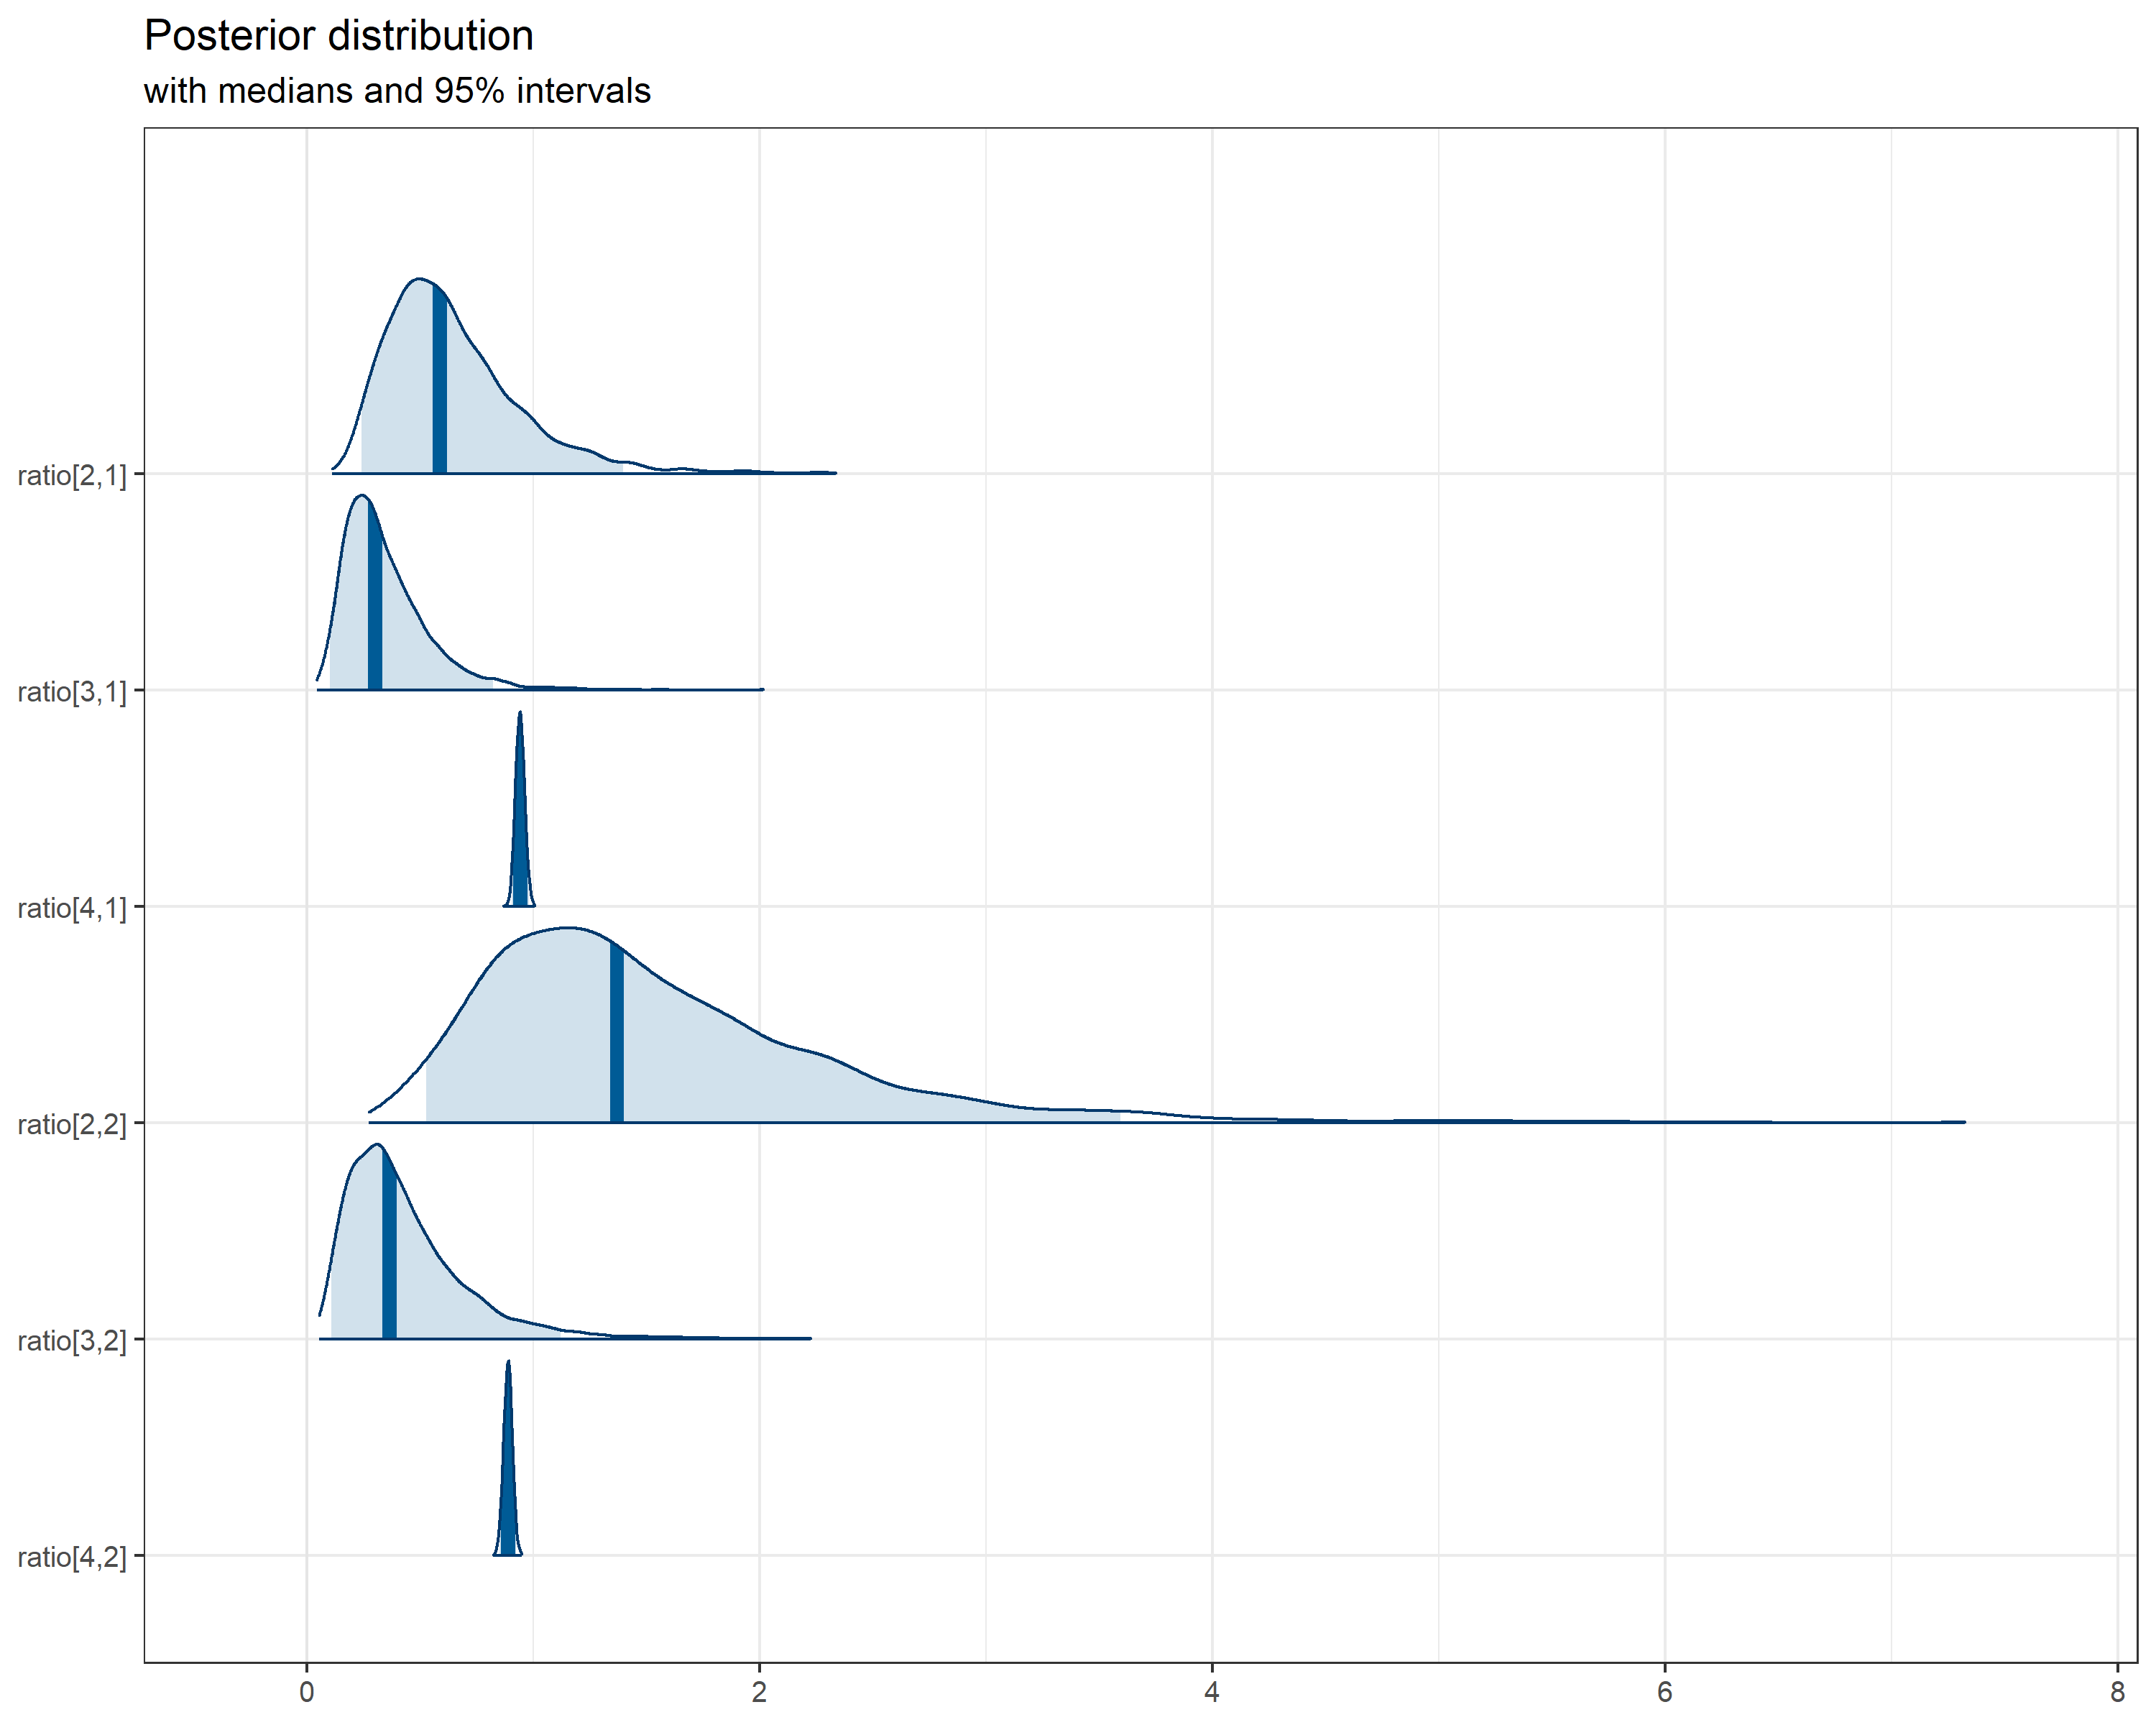 Posterior distribution
with medians and 95% intervals
ratio[2,1]
ratio[3,1]
ratio[4,1]
ratio[2,2]
ratio[3,2]
ratio[4,2]
0 2 4 6 8